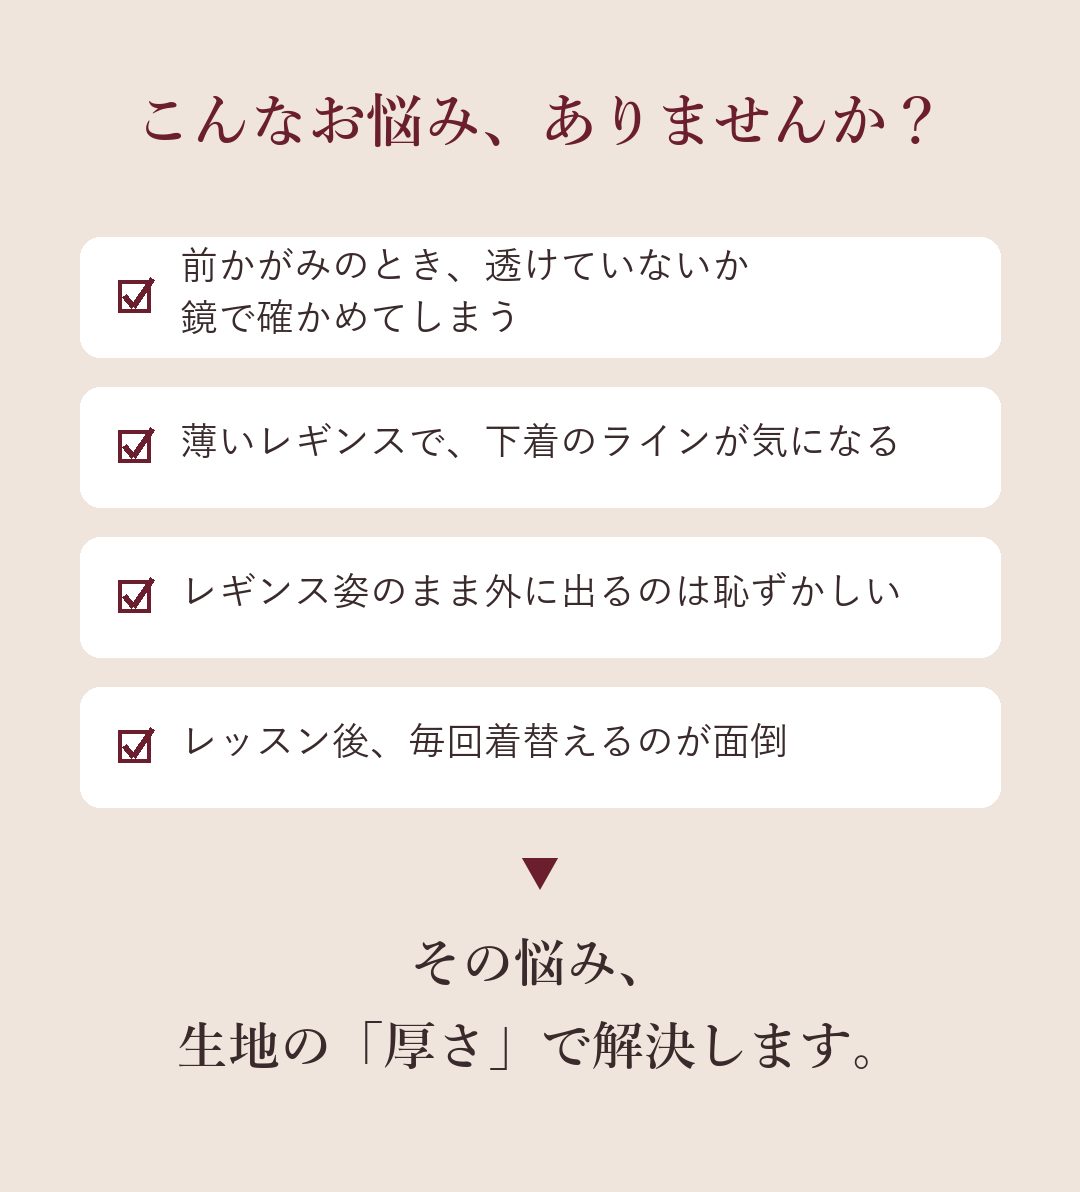 こんなお悩み、ありませんか？
前かがみのとき、透けていないか
鏡で確かめてしまう
薄いレギンスで、下着のラインが気になる
レギンス姿のまま外に出るのは恥ずかしい
レッスン後、毎回着替えるのが面倒
その悩み、
生地の「厚さ」で解決します。